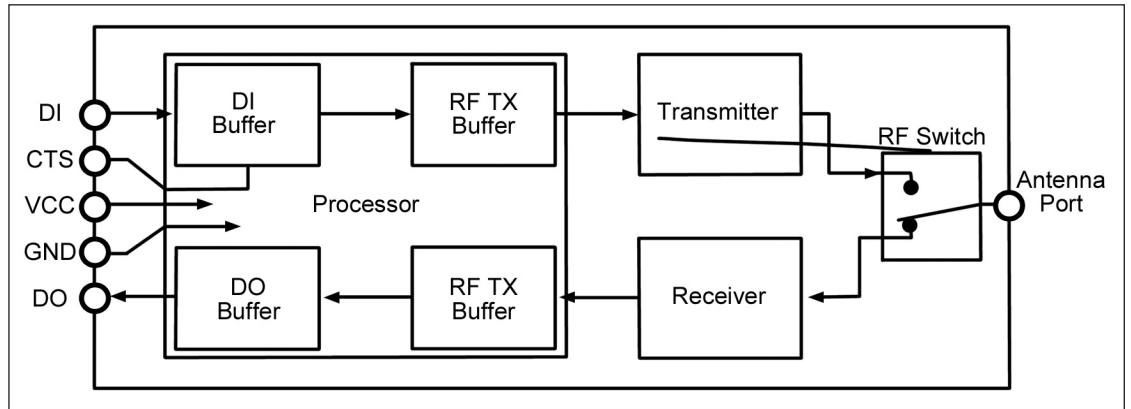 DI
CTS
VCC
GND
DO
DI
Buffer
RF TX
Buffer
Processor
DO
Buffer
RF TX
Buffer
Transmitter
Receiver
RF Switch
Antenna
Port